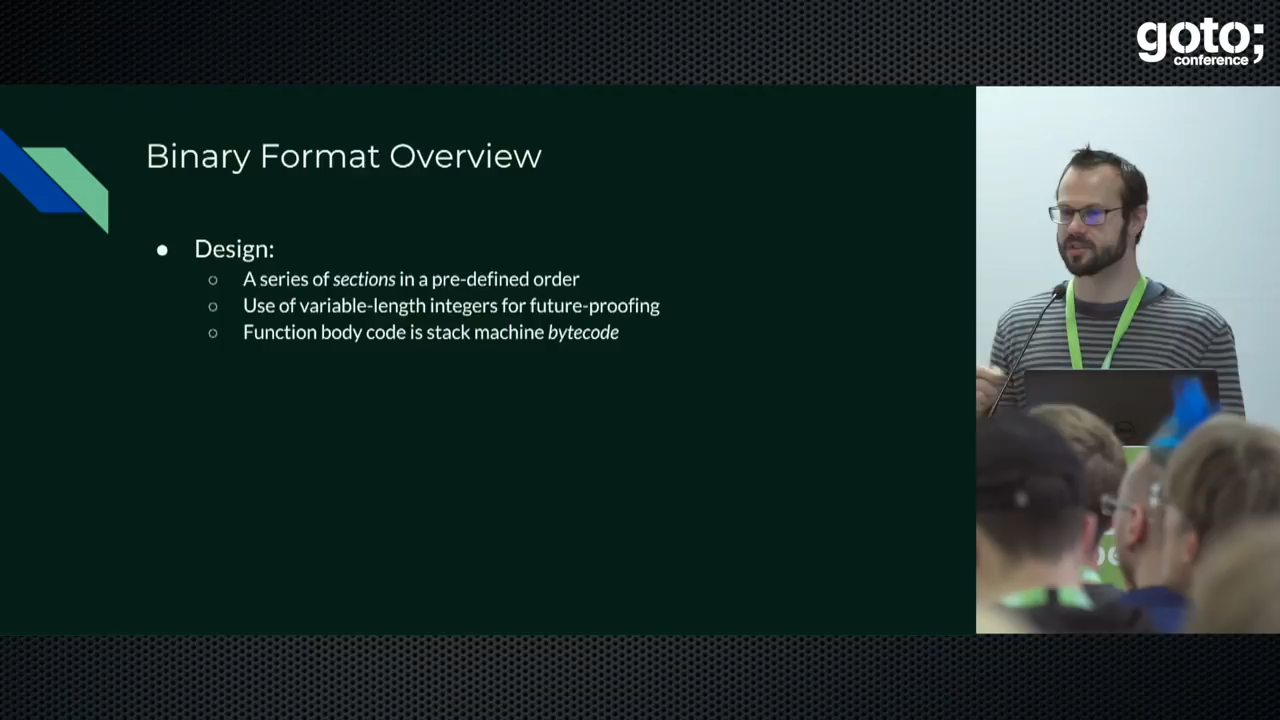 goto;
conference
Binary Format Overview
● Design:
○ A series of sections in a pre-defined order
○ Use of variable-length integers for future-proofing
○ Function body code is stack machine bytecode